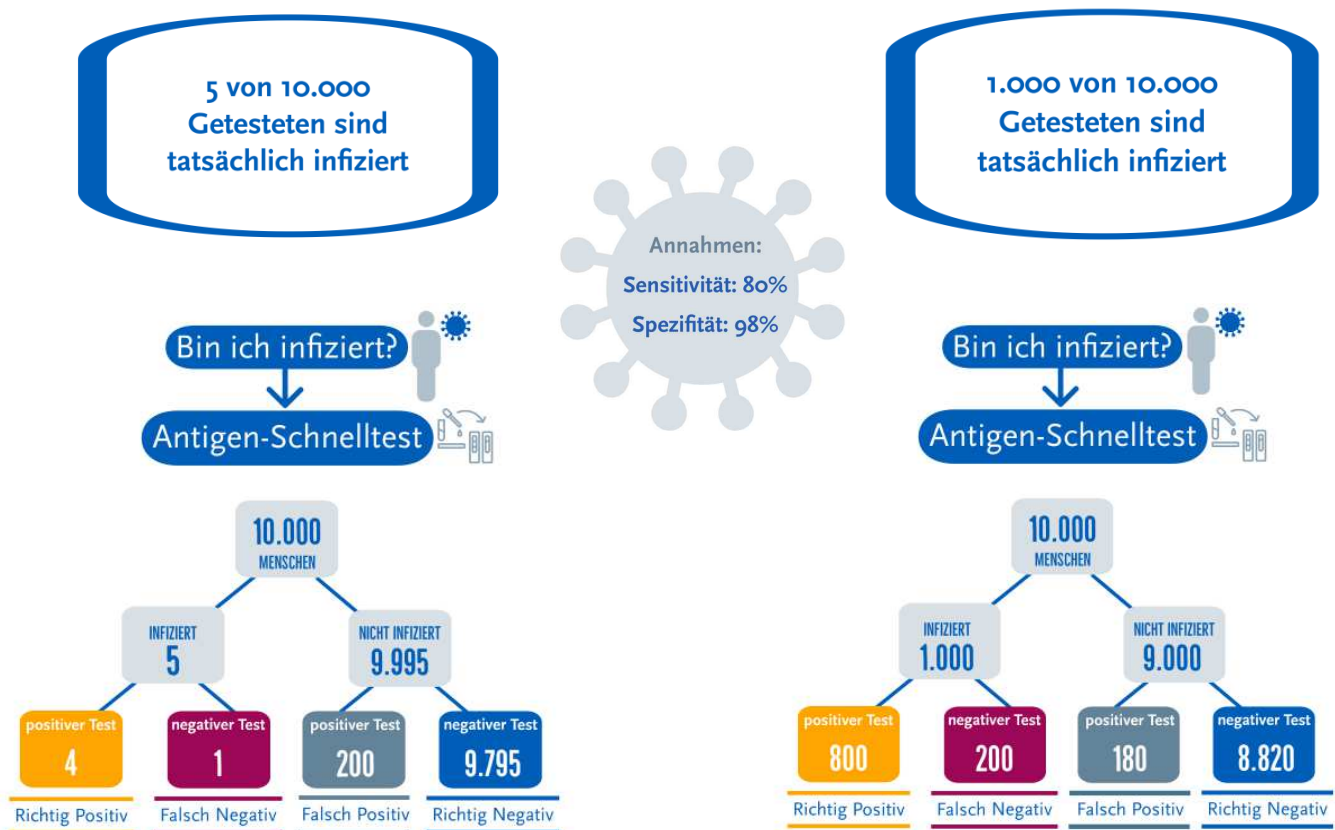 5 von 10.000
Getesteten sind
tatsächlich infiziert
1.000 von 10.000
Getesteten sind
tatsächlich infiziert
Annahmen:
Sensitivität: 80%
Spezifität: 98%
Bin ich infiziert?
Antigen-Schnelltest
10.000
MENSCHEN
INFIZIERT
5
NICHT INFIZIERT
9.995
positiver Test
4
Richtig Positiv
negativer Test
1
Falsch Negativ
positiver Test
200
Falsch Positiv
negativer Test
9.795
Richtig Negativ
Bin ich infiziert?
Antigen-Schnelltest
10.000
MENSCHEN
INFIZIERT
1.000
NICHT INFIZIERT
9.000
positiver Test
800
Richtig Positiv
negativer Test
200
Falsch Negativ
positiver Test
180
Falsch Positiv
negativer Test
8.820
Richtig Negativ